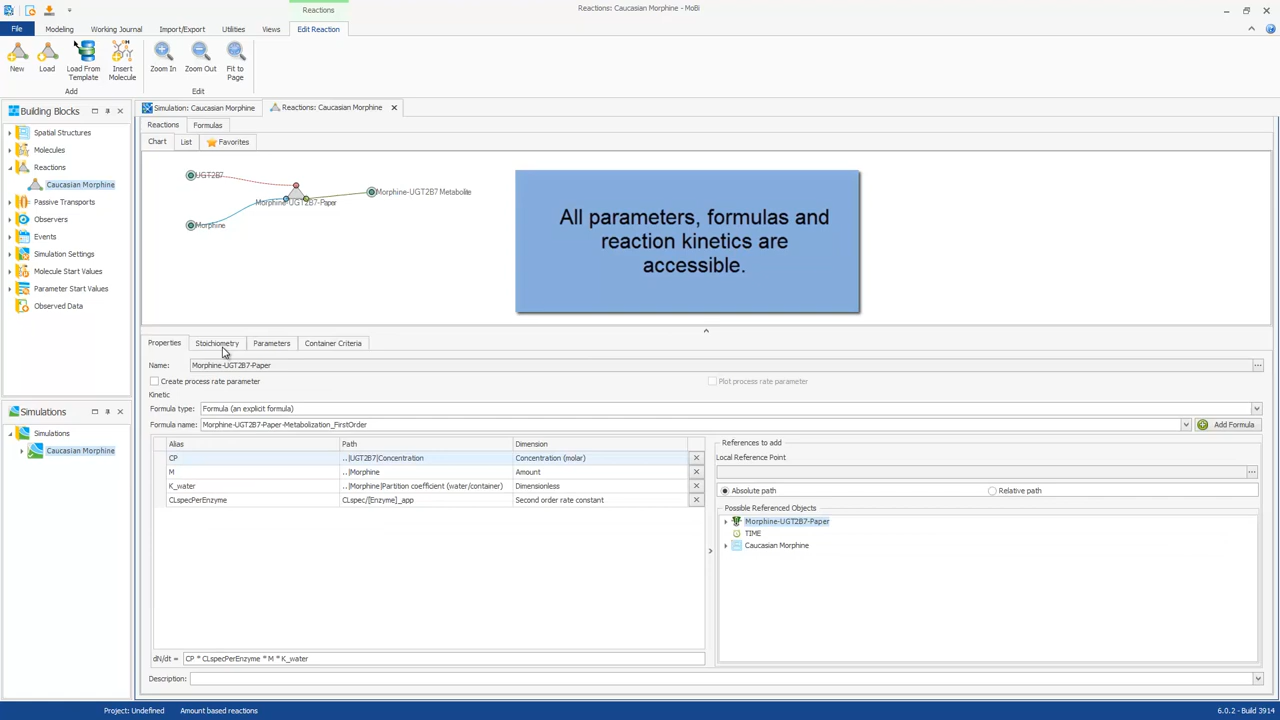 Reactions
Reactions: Caucasian Morphine - MoBi
File Modeling Working Journal Import/Export Utilities Views Edit Reaction
New Load Load From Template Insert Molecule Zoom In Zoom Out Fit to Page
Add Edit
Building Blocks
Spatial Structures
Molecules
Reactions
Caucasian Morphine
Passive Transports
Observers
Events
Simulation Settings
Molecule Start Values
Parameter Start Values
Observed Data
Simulations
Simulations
Caucasian Morphine
Simulation: Caucasian Morphine Reactions: Caucasian Morphine
Reactions Formulas
Chart List Favorites
UGT2B7
Morphine-UGT2B7 Metabolite
Morphine-UGT2B7-Paper
Morphine
All parameters, formulas and
reaction kinetics are
accessible.
Properties Stoichiometry Parameters Container Criteria
Name: Morphine-UGT2B7-Paper
Create process rate parameter Plot process rate parameter
Kinetic
Formula type: Formula (an explicit formula)
Formula name: Morphine-UGT2B7-Paper-Metabolization_FirstOrder Add Formula
Alias Path Dimension
CP ..|UGT2B7|Concentration Concentration (molar)
M ..|Morphine Amount
K_water ..|Morphine|Partition coefficient (water/container) Dimensionless
CLspecPerEnzyme CLspec/[Enzyme]_app Second order rate constant
References to add
Local Reference Point
Absolute path Relative path
Possible Referenced Objects
Morphine-UGT2B7-Paper
TIME
Caucasian Morphine
dN/dt = CP * CLspecPerEnzyme * M * K_water
Description:
Project: Undefined Amount based reactions 6.0.2 - Build 3914